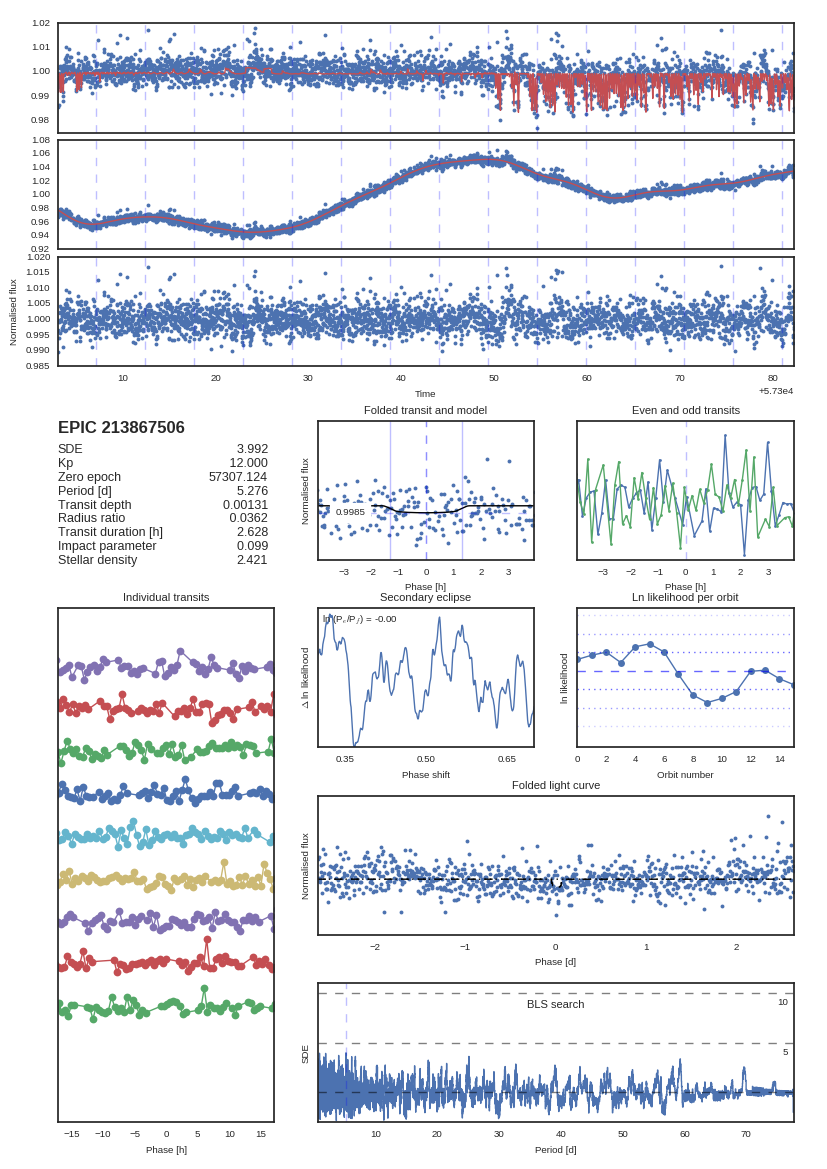 1.02
1.01
1.00
0.99
0.98
1.08
1.06
1.04
1.02
1.00
0.98
0.96
0.94
0.92
1.020
1.015
1.010
1.005
1.000
0.995
0.990
0.985
Normalised flux
10 20 30 40 50 60 70 80
Time
+5.73e4
EPIC 213867506
SDE 3.992
Kp 12.000
Zero epoch 57307.124
Period [d] 5.276
Transit depth 0.00131
Radius ratio 0.0362
Transit duration [h] 2.628
Impact parameter 0.099
Stellar density 2.421
Folded transit and model
Normalised flux
0.9985
−3 −2 −1 0 1 2 3
Phase [h]
Even and odd transits
−3 −2 −1 0 1 2 3
Phase [h]
Individual transits
−15 −10 −5 0 5 10 15
Phase [h]
Secondary eclipse
Δ ln likelihood
= -0.00
0.35 0.50 0.65
Phase shift
Ln likelihood per orbit
ln likelihood
0 2 4 6 8 10 12 14
Orbit number
Folded light curve
Normalised flux
−2 −1 0 1 2
Phase [d]
BLS search
10
5
SDE
10 20 30 40 50 60 70
Period [d]